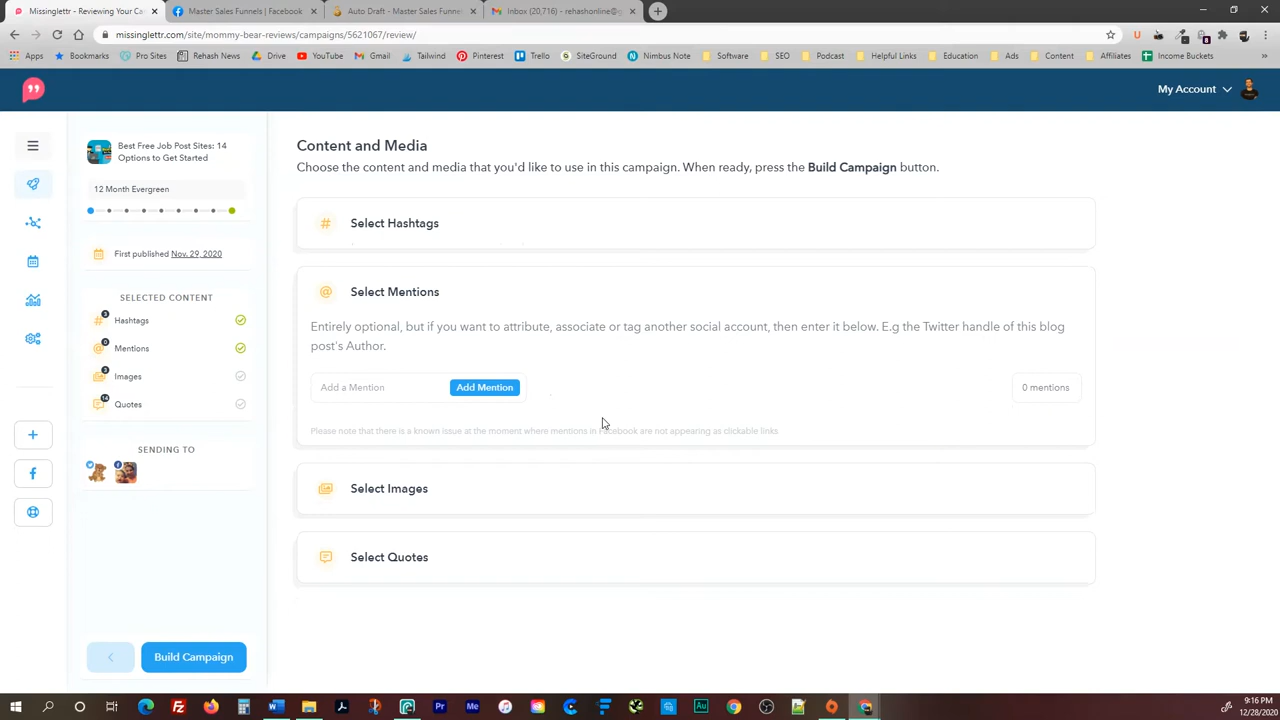 Missinglettr - Reviewing Your Ca
Master Sales Funnels | Facebook
Auto Draft - Master Sales Funne
Inbox (20,716) - rehashonline@g
missinglettr.com/site/mommy-bear-reviews/campaigns/5621067/review/
Apps
Bookmarks
Pro Sites
Rehash News
Drive
YouTube
Gmail
Tailwind
Pinterest
Trello
SiteGround
Nimbus Note
Software
SEO
Podcast
Helpful Links
Education
Ads
Content
Affiliates
Income Buckets
My Account
Best Free Job Post Sites: 14
Options to Get Started
12 Month Evergreen
First published Nov. 29, 2020
SELECTED CONTENT
3 Hashtags
0 Mentions
3 Images
14 Quotes
SENDING TO
Build Campaign
Content and Media
Choose the content and media that you'd like to use in this campaign. When ready, press the Build Campaign button.
# Select Hashtags
@ Select Mentions
Entirely optional, but if you want to attribute, associate or tag another social account, then enter it below. E.g the Twitter handle of this blog
post's Author.
Add a Mention
Add Mention
0 mentions
Please note that there is a known issue at the moment where mentions in Facebook are not appearing as clickable links
Select Images
Select Quotes
9:16 PM
12/28/2020